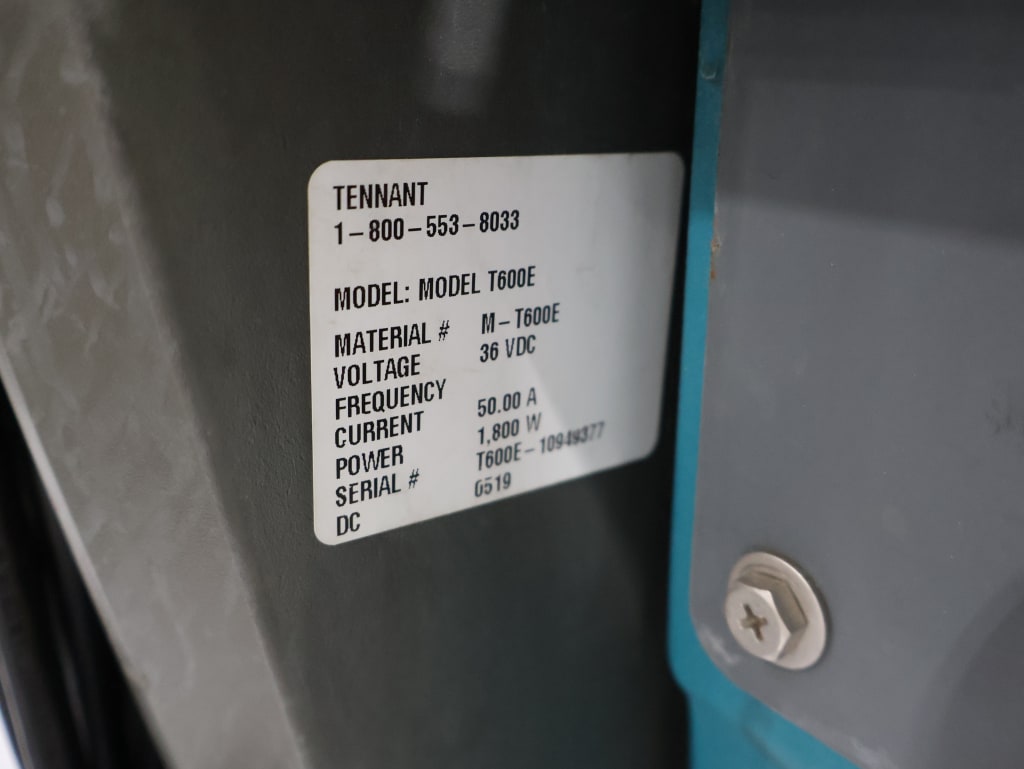 TENNANT
1-800-553-8033
MODEL: MODEL T600E
MATERIAL # M-T600E
VOLTAGE 36 VDC
FREQUENCY
CURRENT 50.00 A
POWER 1,800 W
SERIAL # T600E-10949377
DC 0519